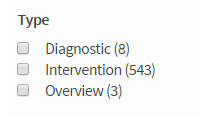 Type
Diagnostic (8)
Intervention (543)
Overview (3)